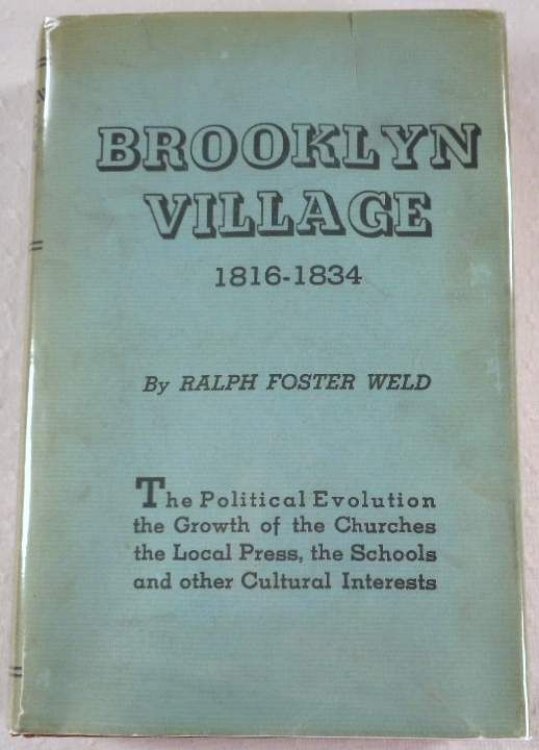 BROOKLYN
VILLAGE
1816-1834
By RALPH FOSTER WELD
The Political Evolution
the Growth of the Churches
the Local Press, the Schools
and other Cultural Interests